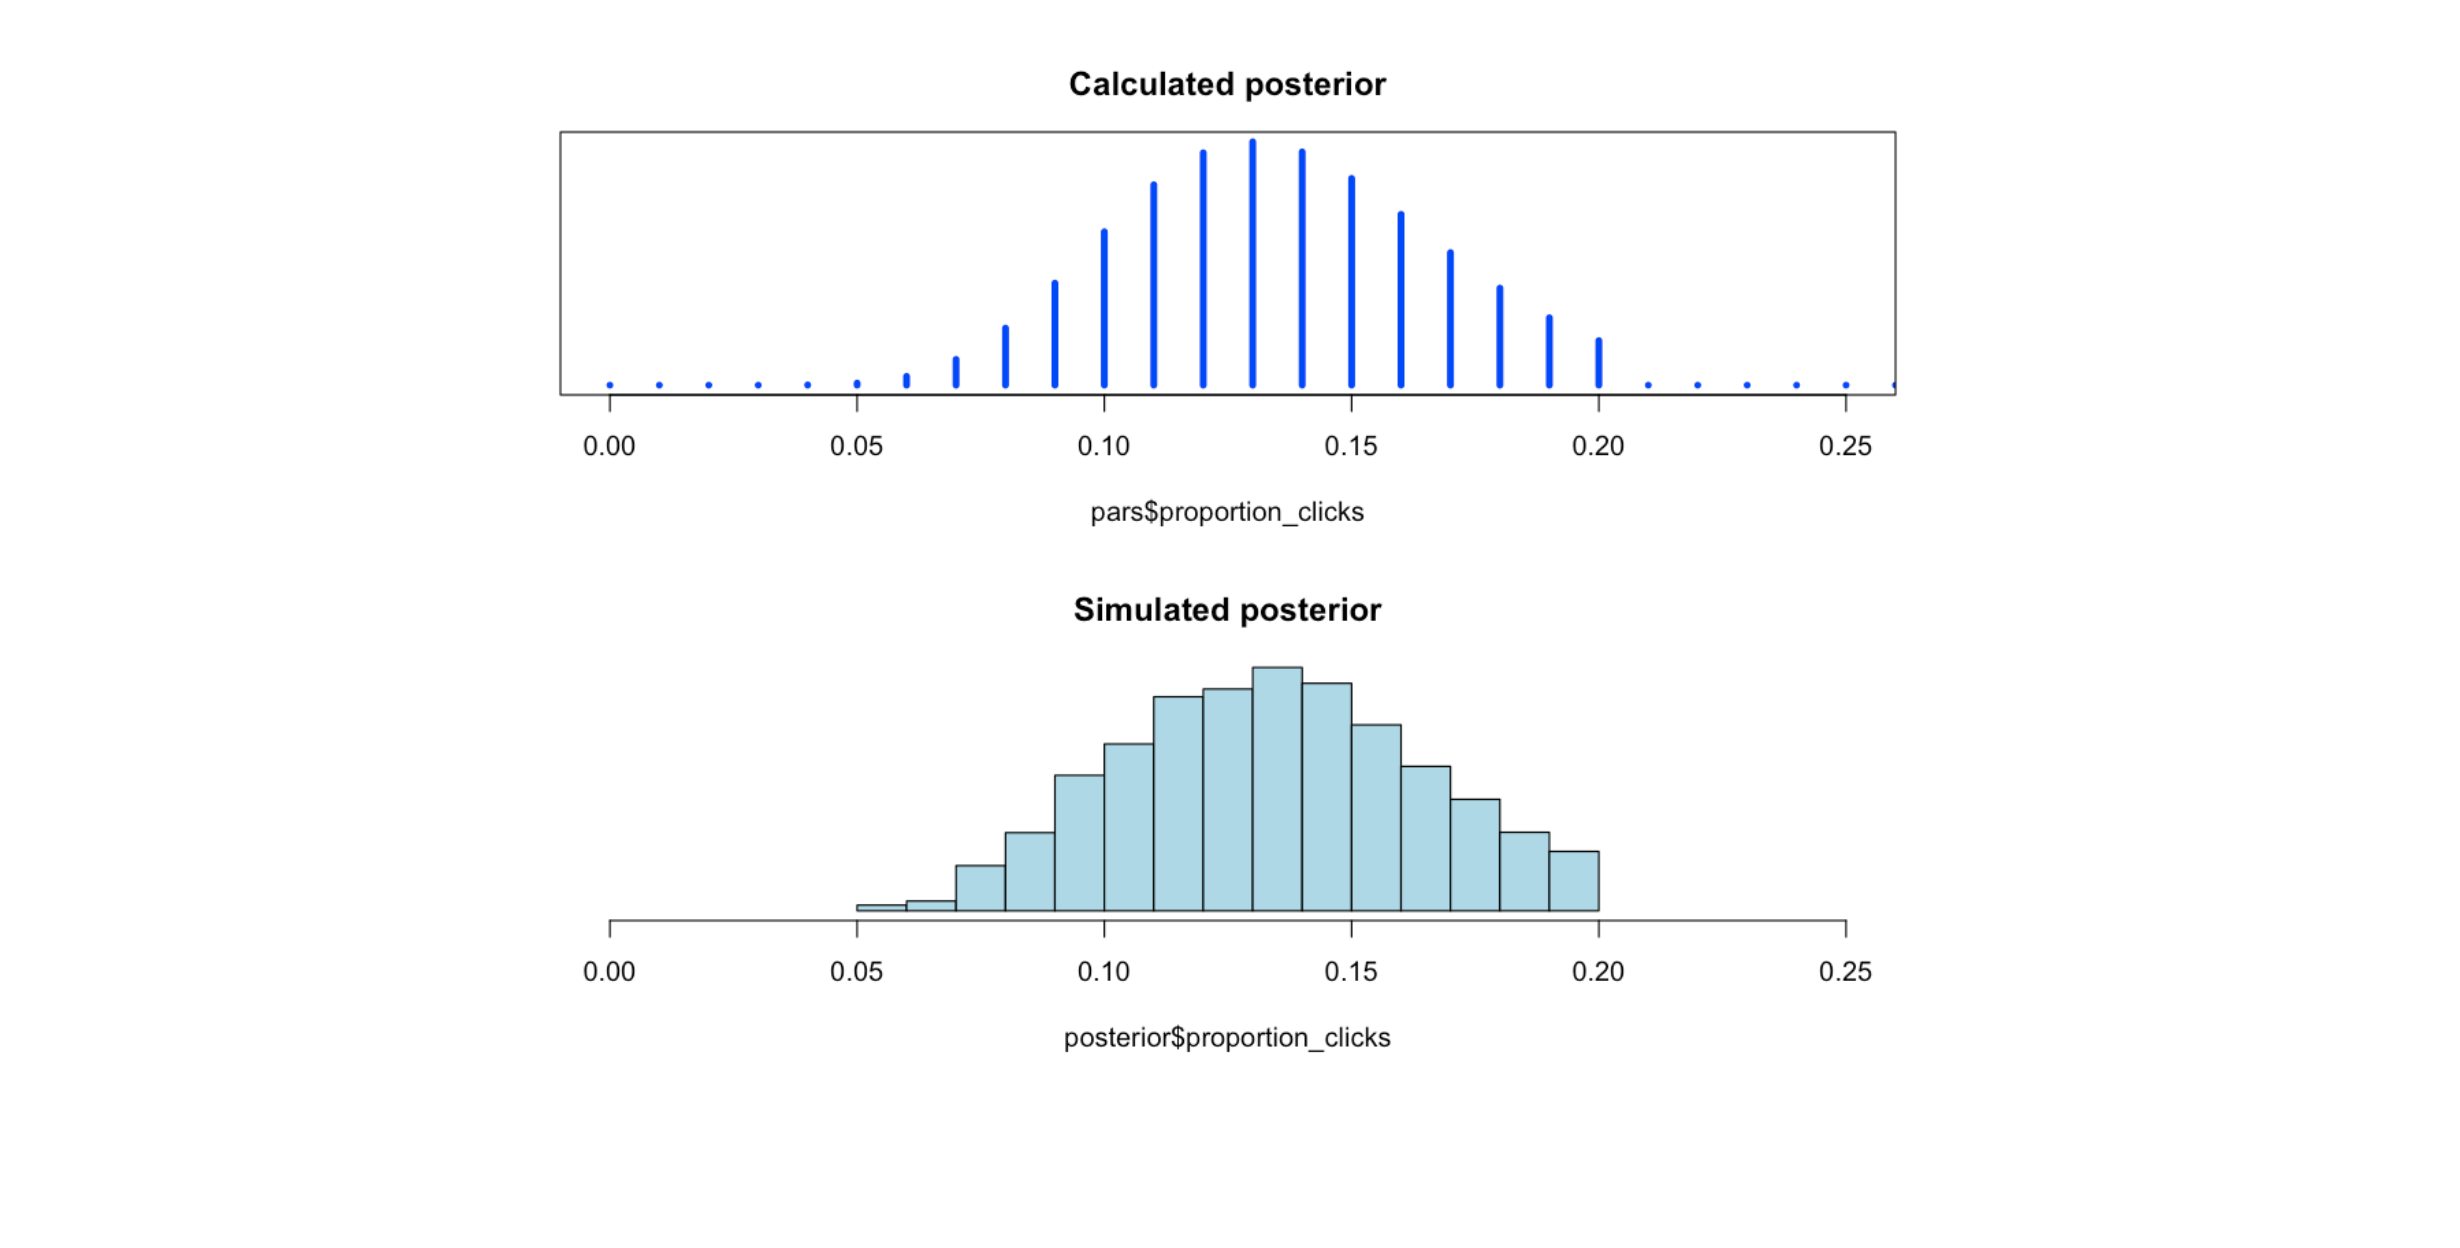 Calculated posterior
0.00 0.05 0.10 0.15 0.20 0.25
pars$proportion_clicks
Simulated posterior
0.00 0.05 0.10 0.15 0.20 0.25
posterior$proportion_clicks